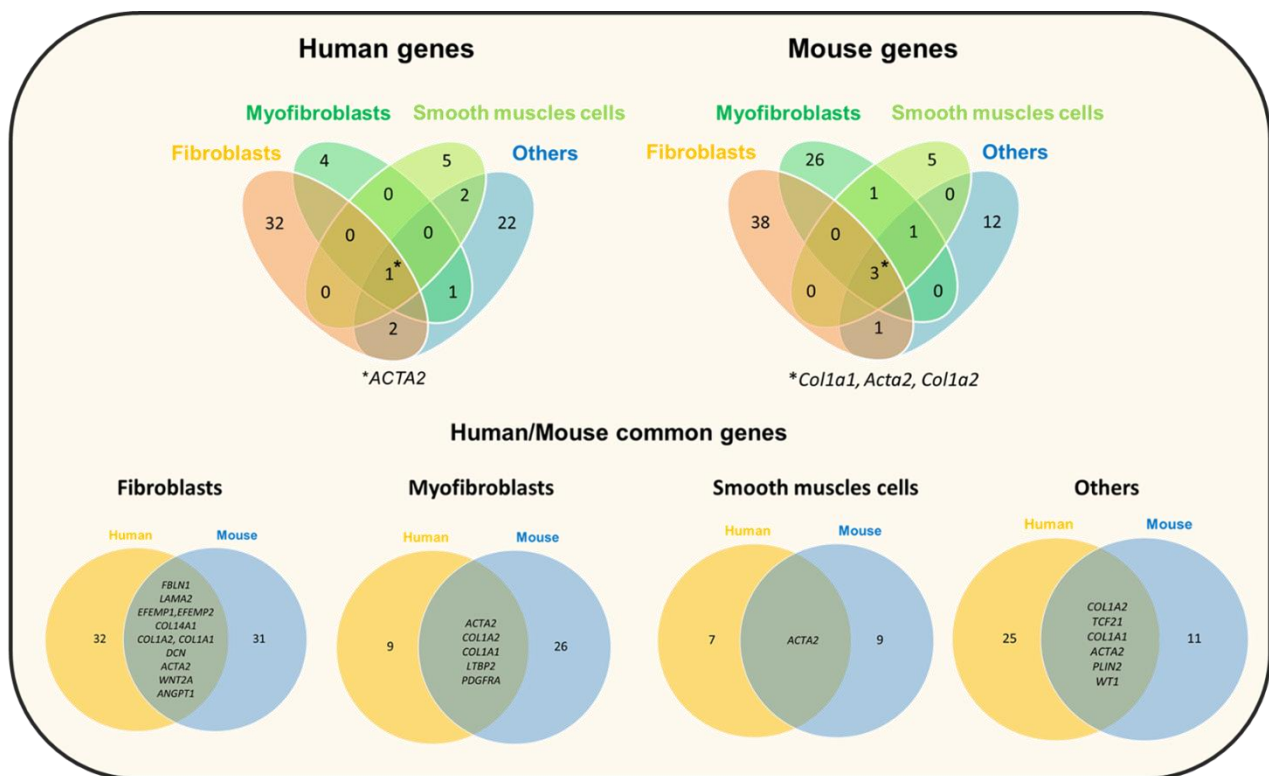 Human genes
Mouse genes
Myofibroblasts
Smooth muscles cells
Fibroblasts
Others
4
5
0
2
32
0
0
22
1*
0
1
2
*ACTA2
Myofibroblasts
Smooth muscles cells
Fibroblasts
Others
26
5
1
0
38
0
1
12
3*
0
0
1
*Col1a1, Acta2, Col1a2
Human/Mouse common genes
Fibroblasts
Human
Mouse
32
FBLN1
LAMA2
EFEMP1,EFEMP2
COL14A1
COL1A2, COL1A1
DCN
ACTA2
WNT2A
ANGPT1
31
Myofibroblasts
Human
Mouse
9
ACTA2
COL1A2
COL1A1
LTBP2
PDGFRA
26
Smooth muscles cells
Human
Mouse
7
ACTA2
9
Others
Human
Mouse
25
COL1A2
TCF21
COL1A1
ACTA2
PLIN2
WT1
11